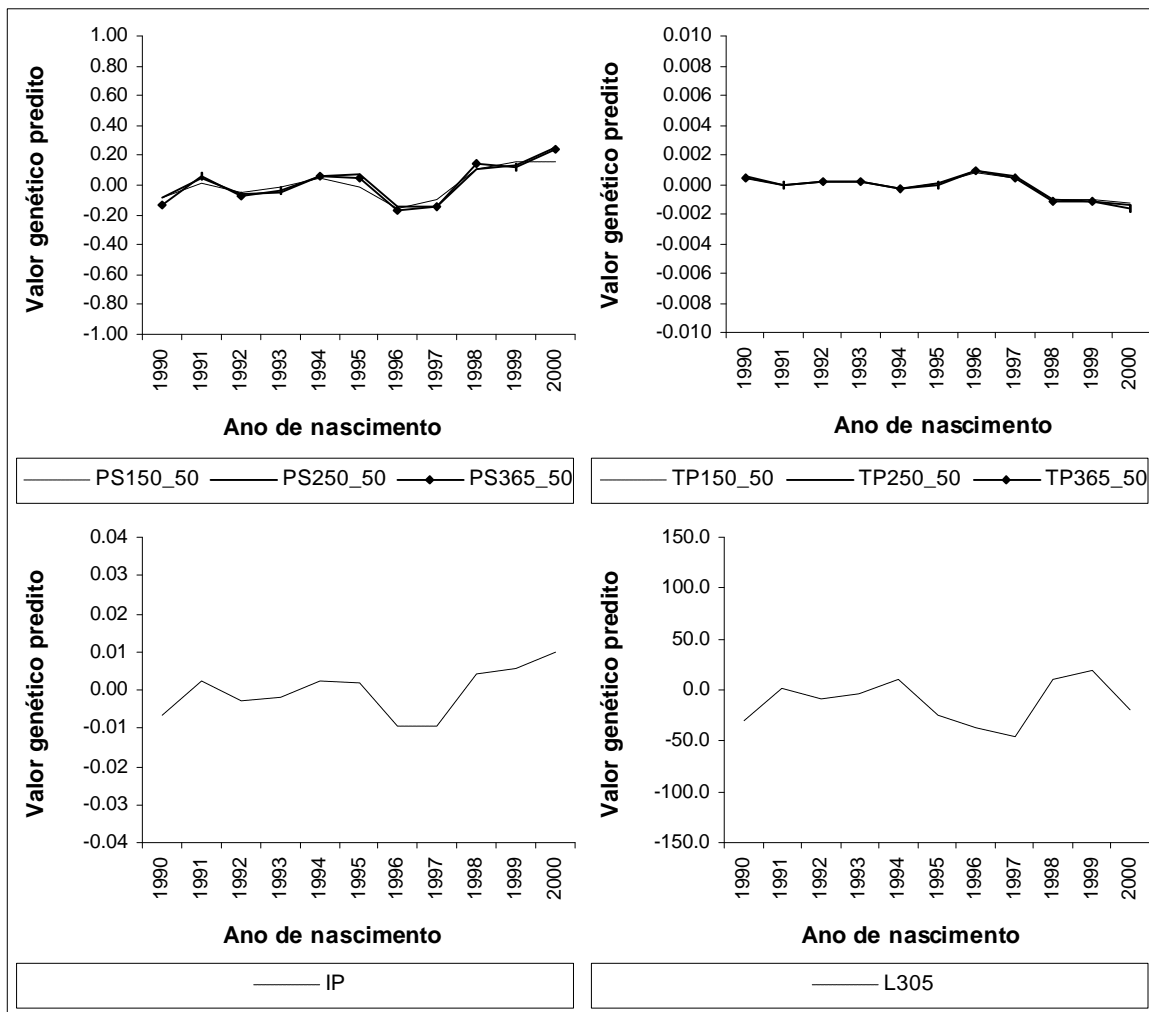 Valor genético predito
1.00
0.80
0.60
0.40
0.20
0.00
-0.20
-0.40
-0.60
-0.80
-1.00
1990 1991 1992 1993 1994 1995 1996 1997 1998 1999 2000
Ano de nascimento
PS150_50 PS250_50 PS365_50
Valor genético predito
0.010
0.008
0.006
0.004
0.002
0.000
-0.002
-0.004
-0.006
-0.008
-0.010
1990 1991 1992 1993 1994 1995 1996 1997 1998 1999 2000
Ano de nascimento
TP150_50 TP250_50 TP365_50
Valor genético predito
0.04
0.03
0.02
0.01
0.00
-0.01
-0.02
-0.03
-0.04
1990 1991 1992 1993 1994 1995 1996 1997 1998 1999 2000
Ano de nascimento
IP
Valor genético predito
150.0
100.0
50.0
0.0
-50.0
-100.0
-150.0
1990 1991 1992 1993 1994 1995 1996 1997 1998 1999 2000
Ano de nascimento
L305